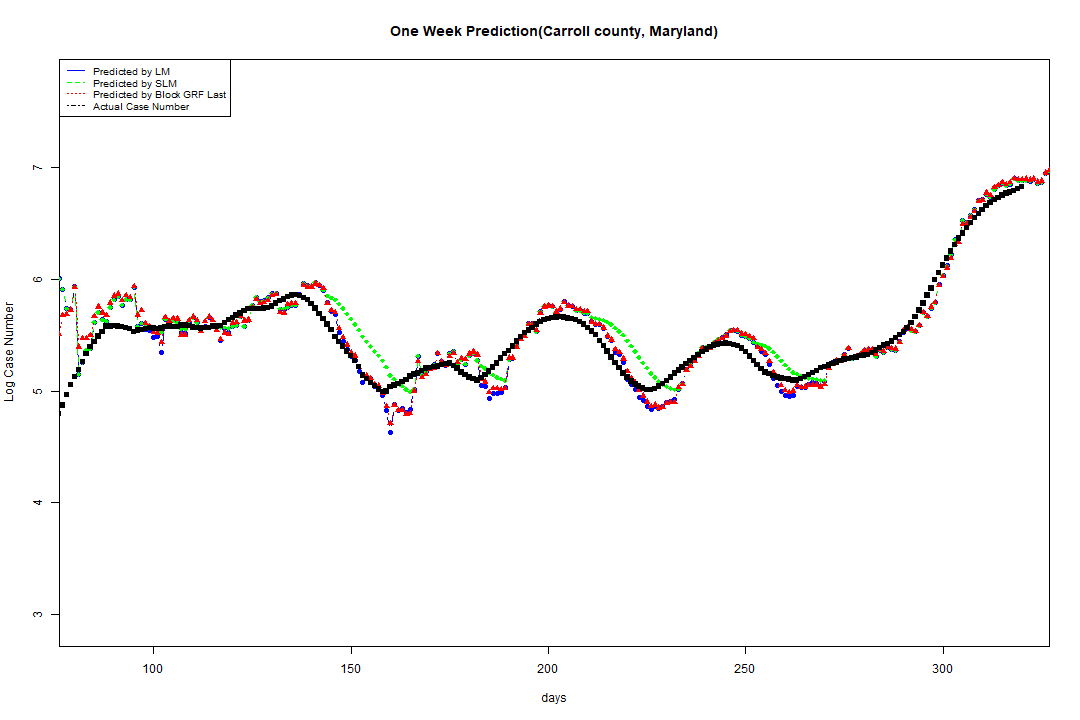 One Week Prediction(Carroll county, Maryland)
Predicted by LM
Predicted by SLM
Predicted by Block GRF Last
Actual Case Number
7
6
5
4
3
Log Case Number
100 150 200 250 300
days